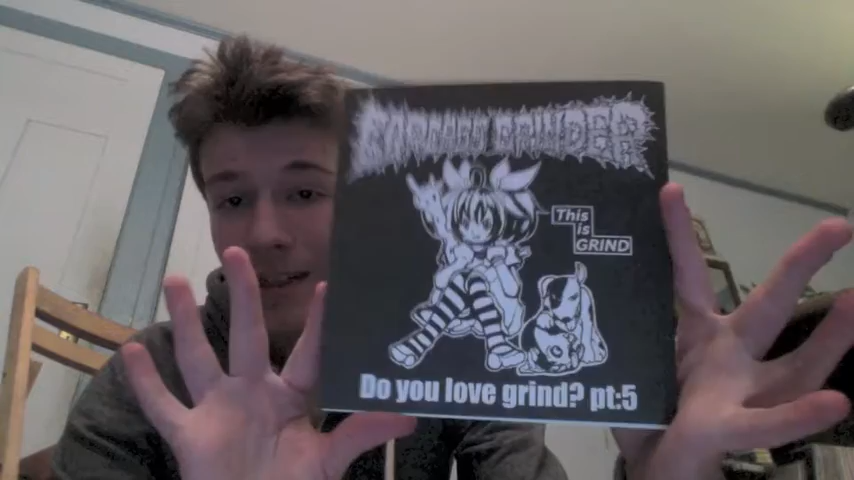 CARCASS GRINDER
This
is
GRIND
Do you love grind? pt:5